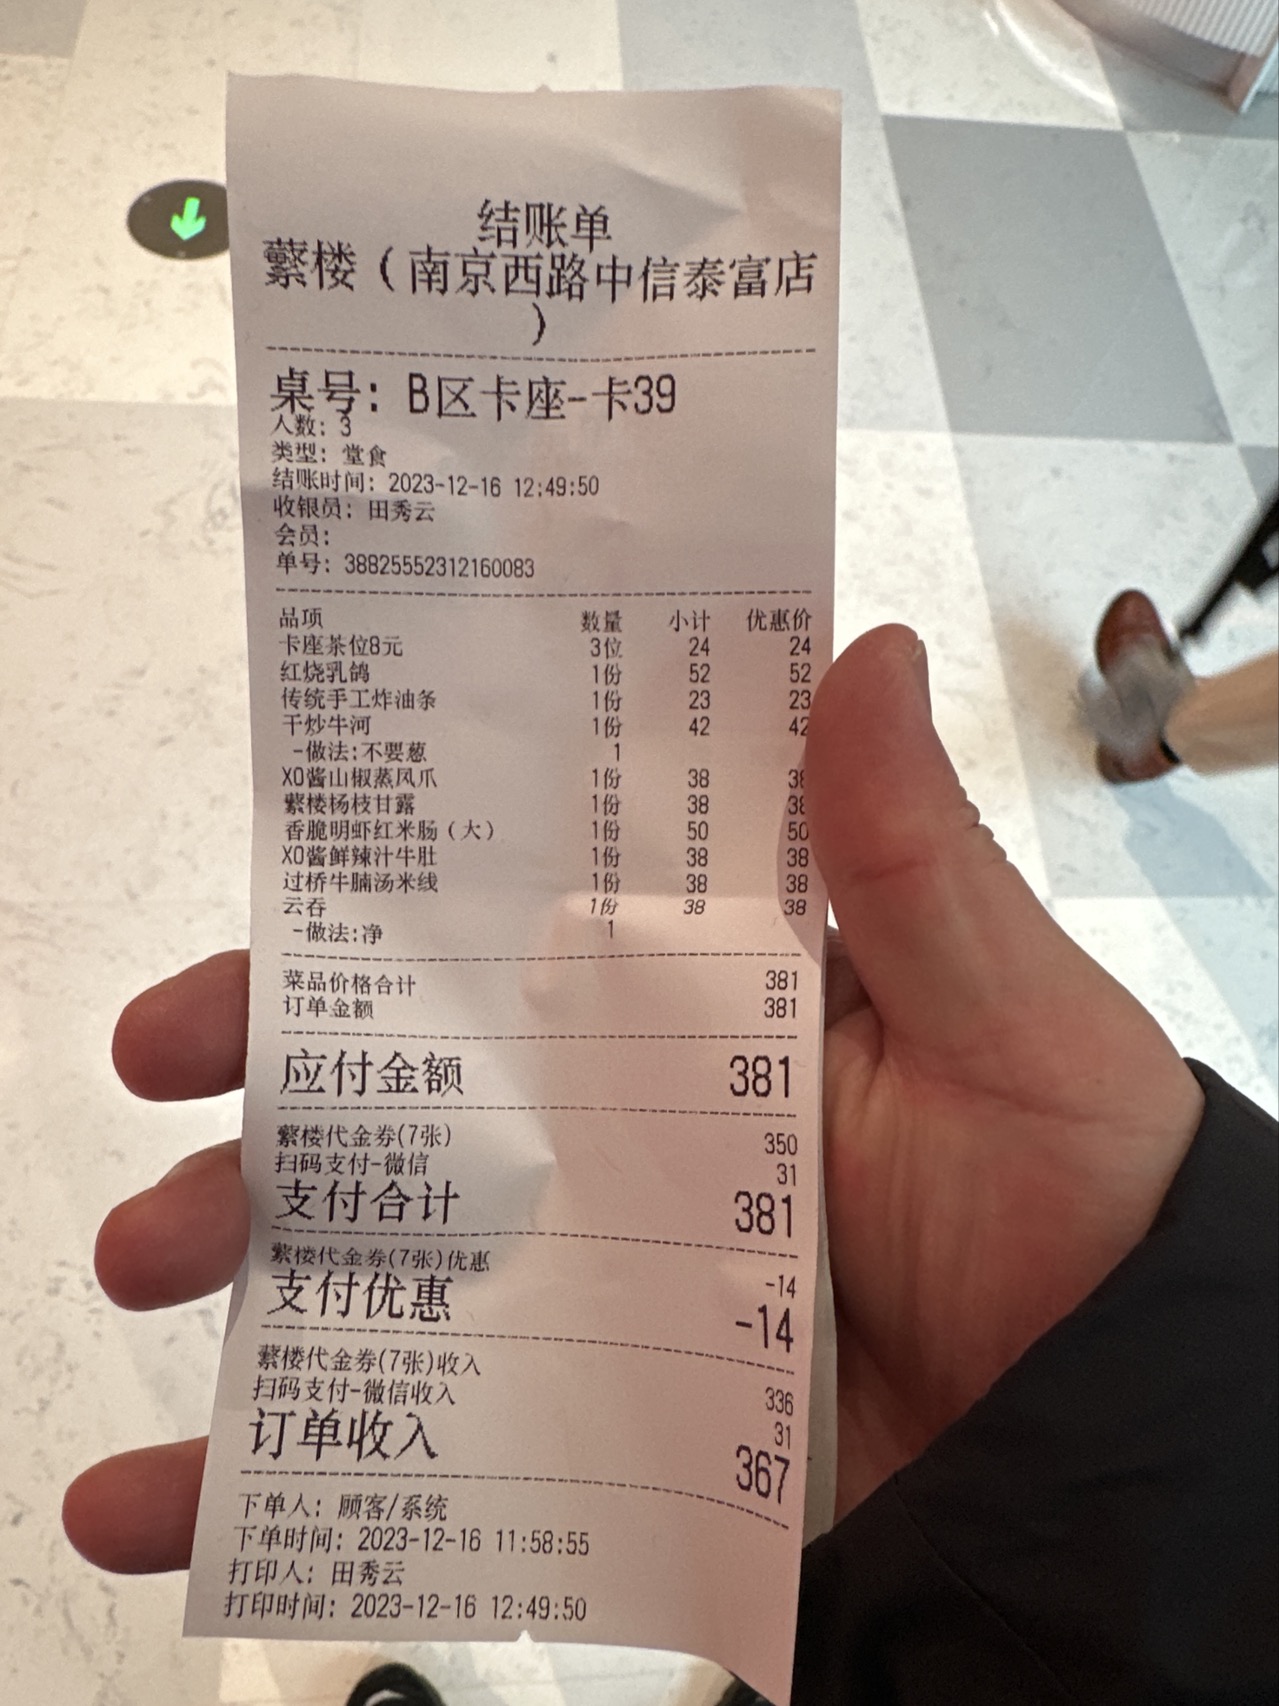 结账单
蘩楼（南京西路中信泰富店
）
桌号：B区卡座-卡39
人数：3
类型：堂食
结账时间：2023-12-16 12:49:50
收银员：田秀云
会员：
单号：38825552312160083
品项 数量 小计 优惠价
卡座茶位8元 3位 24 24
红烧乳鸽 1份 52 52
传统手工炸油条 1份 23 23
干炒牛河 1份 42 42
-做法:不要葱 1
XO酱山椒蒸凤爪 1份 38 38
蘩楼杨枝甘露 1份 38 38
香脆明虾红米肠（大） 1份 50 50
XO酱鲜辣汁牛肚 1份 38 38
过桥牛腩汤米线 1份 38 38
云吞 1份 38 38
-做法:净 1
菜品价格合计 381
订单金额 381
应付金额 381
蘩楼代金券(7张) 350
扫码支付-微信 31
支付合计 381
蘩楼代金券(7张)优惠 -14
支付优惠 -14
蘩楼代金券(7张)收入 336
扫码支付-微信收入 31
订单收入 367
下单人：顾客/系统
下单时间：2023-12-16 11:58:55
打印人：田秀云
打印时间：2023-12-16 12:49:50